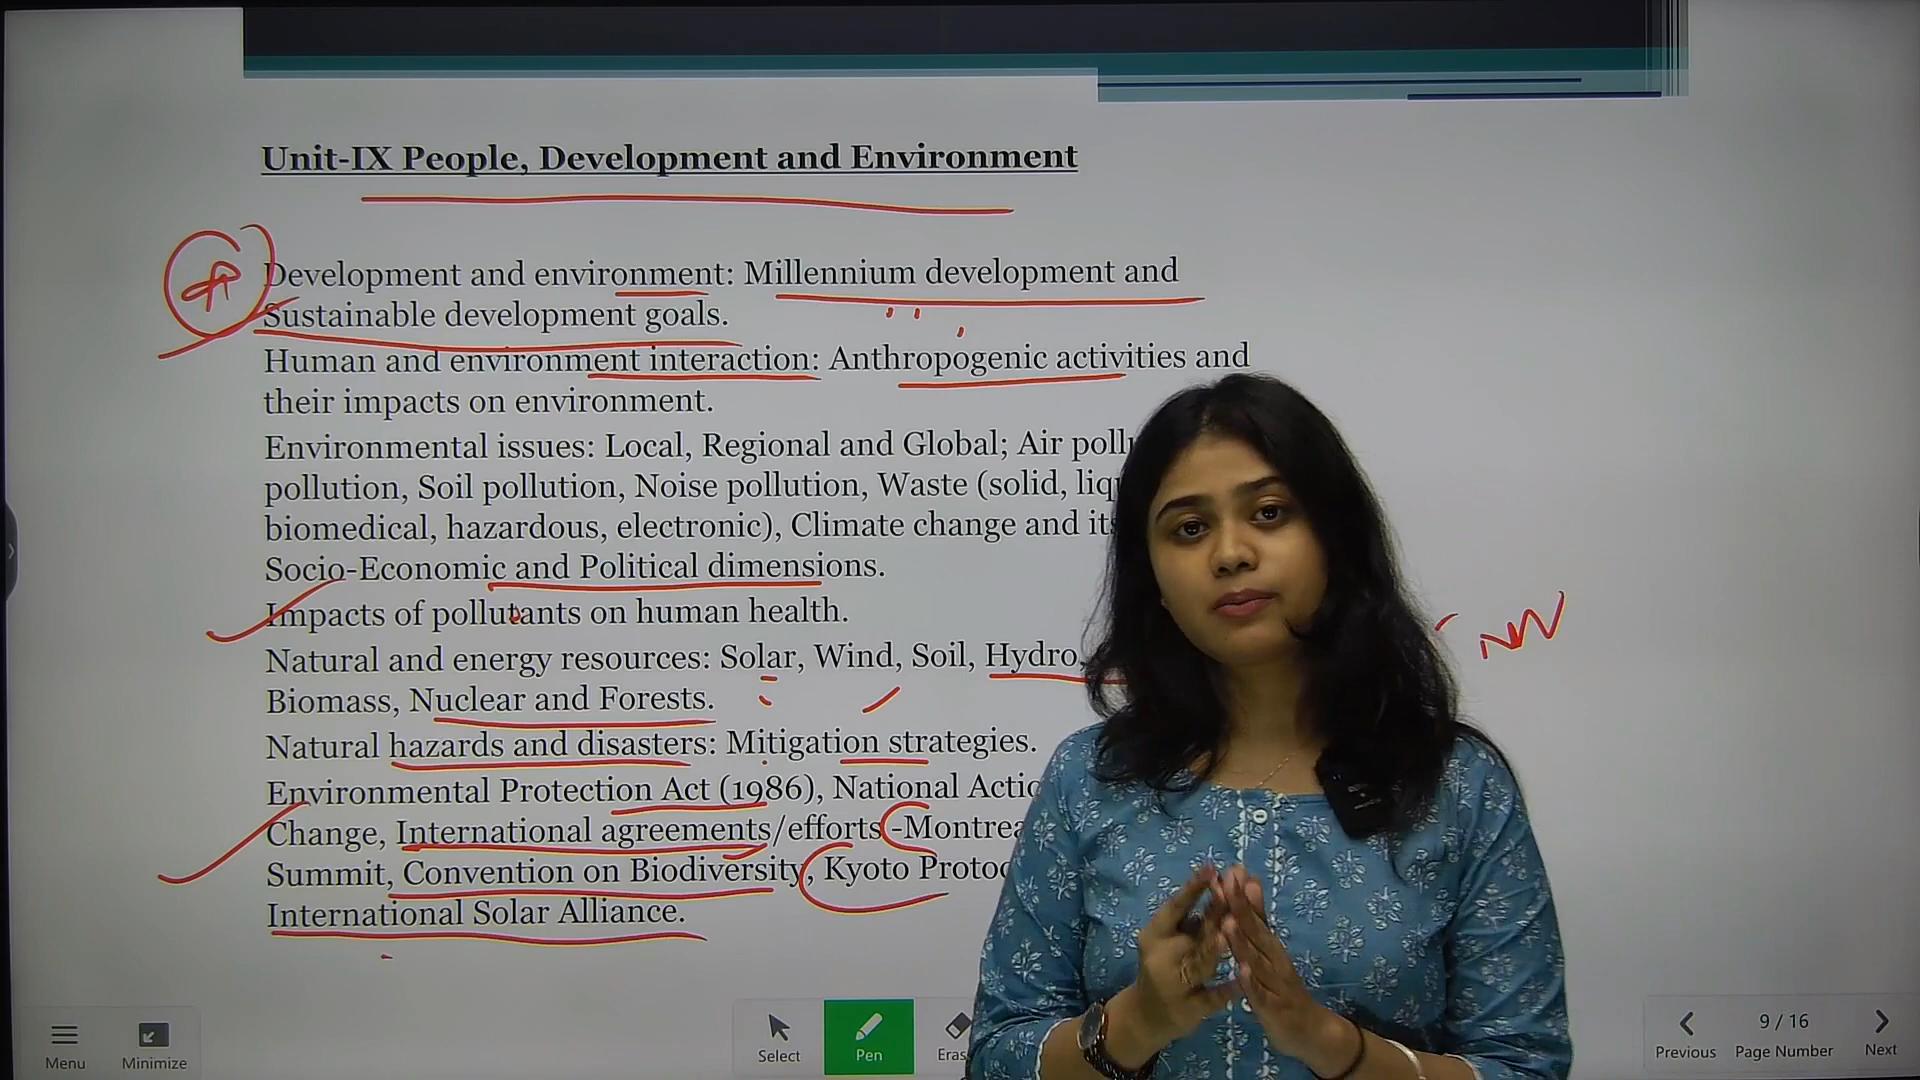 Unit-IX People, Development and Environment
Development and environment: Millennium development and
Sustainable development goals.
Human and environment interaction: Anthropogenic activities and
their impacts on environment.
Environmental issues: Local, Regional and Global; Air
pollution, Soil pollution, Noise pollution, Waste (solid,
biomedical, hazardous, electronic), Climate change and its
Socio-Economic and Political dimensions.
Impacts of pollutants on human health.
Natural and energy resources: Solar, Wind, Soil, Hydro,
Biomass, Nuclear and Forests.
Natural hazards and disasters: Mitigation strategies.
Environmental Protection Act (1986), National
Change, International agreements/efforts -
Summit, Convention on Biodiversity, Kyoto
International Solar Alliance.
Menu Minimize Select Pen
9 / 16
Previous Page Number Next